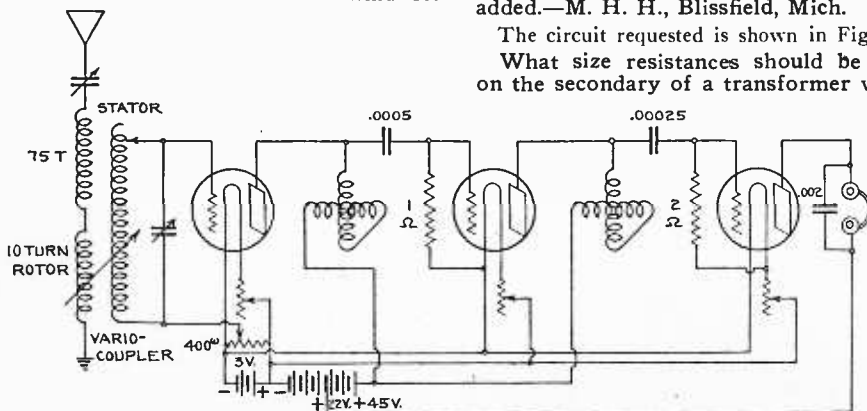 added.—M. H. H., Blissfield, Mich.
The circuit requested is shown in Fig
What size resistances should be
on the secondary of a transformer v
STATOR
.0005
.00025
75 T
1
Ω
2
Ω
.002
10 TURN
ROTOR
VARIO-
COUPLER
400ω
3V.
- + -
+22V.+45V.